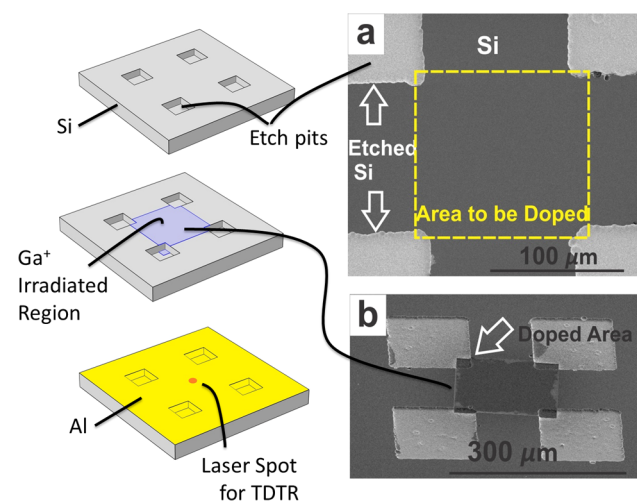 Si
Etch pits
Ga+
Irradiated
Region
Al
Laser Spot
for TDTR
a
Si
Etched
Si
Area to be Doped
100 μm
b
Doped Area
300 μm